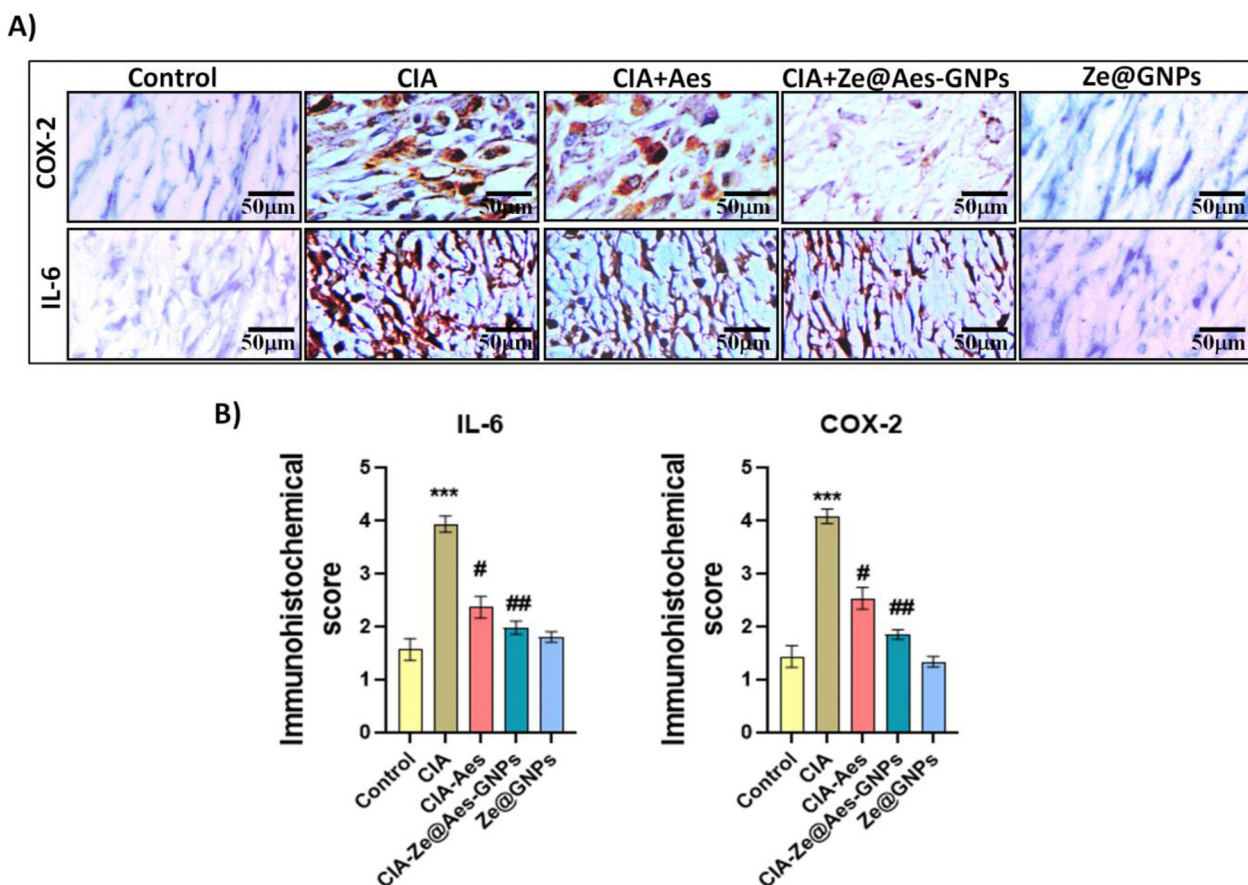 A)
Control CIA CIA+Aes CIA+Ze@Aes-GNPs Ze@GNPs
COX-2
50µm 50µm 50µm 50µm 50µm
IL-6
50µm 50µm 50µm 50µm 50µm
B)
IL-6
Immunohistochemical
score
5
4
3
2
1
0
***
#
##
Control
CIA
CIA-Aes
CIA-Ze@Aes-GNPs
Ze@GNPs
COX-2
Immunohistochemical
score
5
4
3
2
1
0
***
#
##
Control
CIA
CIA-Aes
CIA-Ze@Aes-GNPs
Ze@GNPs